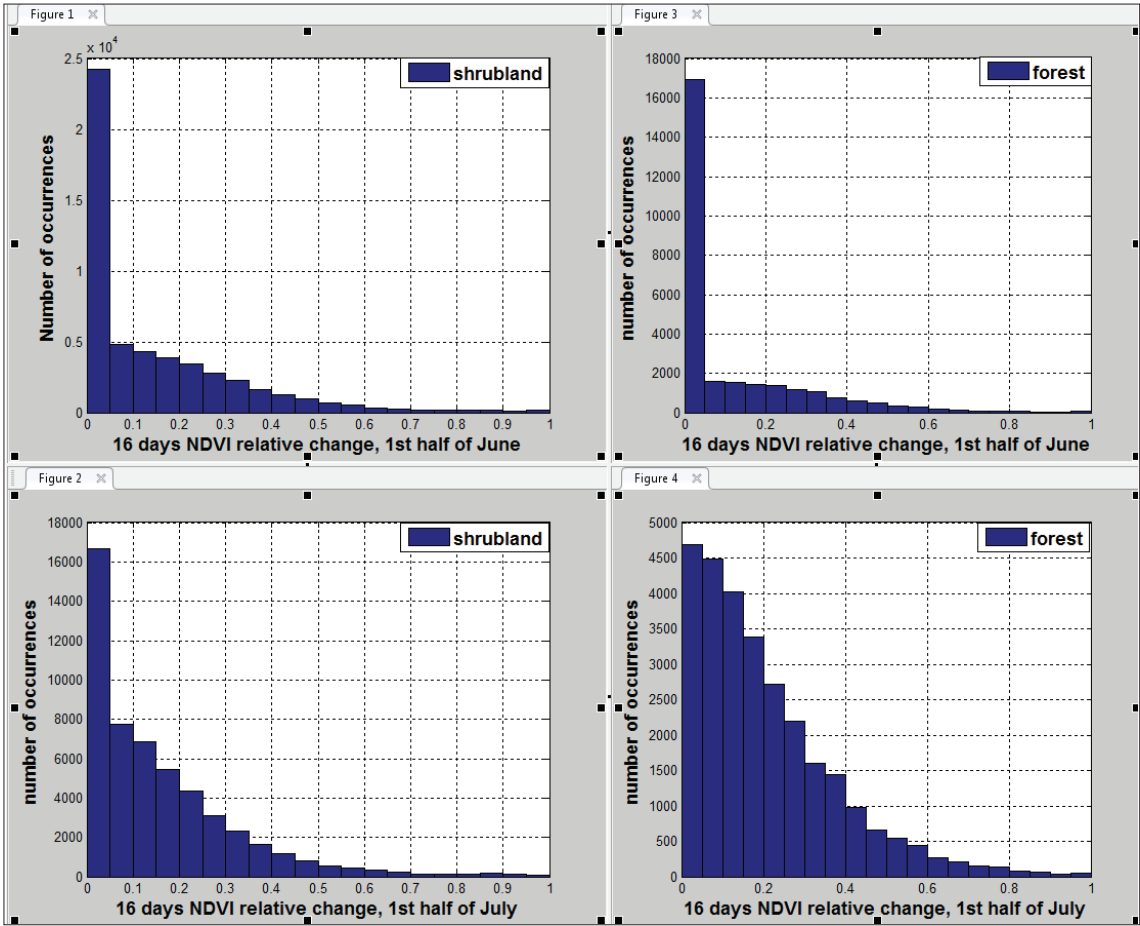 Figure 1
x 10^4
2.5
2
1.5
1
0.5
0
Number of occurrences
shrubland
0 0.1 0.2 0.3 0.4 0.5 0.6 0.7 0.8 0.9 1
16 days NDVI relative change, 1st half of June
Figure 3
18000
16000
14000
12000
10000
8000
6000
4000
2000
0
number of occurrences
forest
0 0.2 0.4 0.6 0.8 1
16 days NDVI relative change, 1st half of June
Figure 2
18000
16000
14000
12000
10000
8000
6000
4000
2000
0
number of occurrences
shrubland
0 0.1 0.2 0.3 0.4 0.5 0.6 0.7 0.8 0.9 1
16 days NDVI relative change, 1st half of July
Figure 4
5000
4500
4000
3500
3000
2500
2000
1500
1000
500
0
number of occurrences
forest
0 0.2 0.4 0.6 0.8 1
16 days NDVI relative change, 1st half of July